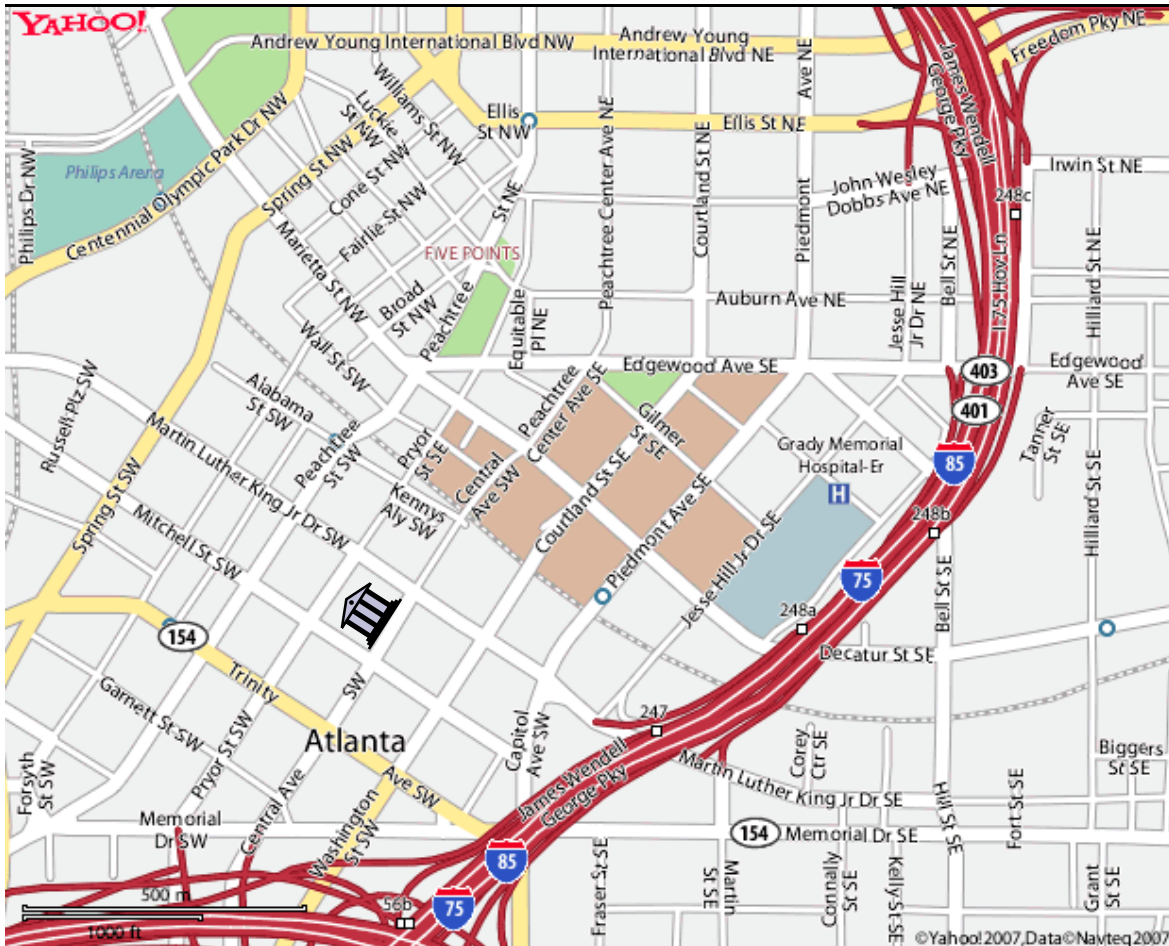 YAHOO!
Andrew Young International Blvd NW
Andrew Young
International Blvd NE
Ave NE
James Wendell
George Pky
Freedom Pky NE
Williams St NW
Luckie
St NW
Ellis
St NW
Ellis St NE
Peachtree Center Ave NE
Courtland St NE
Piedmont
Philips Dr NW
Philips Arena
Centennial Olympic Park Dr NW
Spring St NW
Cone St NW
Fairlie St NW
St NE
John Wesley
Dobbs Ave NE
Irwin St NE
248c
Marietta St NW
FIVE POINTS
Broad
St NW
Peachtree
Equitable
Pl NE
Auburn Ave NE
Jesse Hill
Jr Dr NE
Bell St NE
I 75 Hov Ln
Hilliard St NE
Wall St SW
Edgewood Ave SE
403
Edgewood
Ave SE
401
Russell Plz SW
Alabama
St SW
Martin Luther King Jr Dr SW
Peachtree
St SW
Pryor
St SE
Peachtree
Center Ave SE
Central
Ave SW
Gilmer
St SE
Grady Memorial
Hospital-Er
H
85
Tanner
St SE
Kennys
Aly SW
Courtland St SE
Piedmont Ave SE
Jesse Hill Jr Dr SE
Spring St SW
Mitchell St SW
248b
Hilliard St SE
75
248a
Bell St SE
Decatur St SE
154
Trinity
Ave SW
Garnett St SW
Pryor St SW
SW
Central Ave
Atlanta
Capitol
Ave SW
247
James Wendell
George Pky
Martin Luther King Jr Dr SE
Corey
Ctr SE
Biggers
St SE
Forsyth
St SW
Memorial
Dr SW
Washington
St SW
154
Memorial Dr SE
Hill St SE
Fort St SE
85
75
56b
Fraser St SE
Martin
St SE
Connally
St SE
Kelly St SE
Grant
St SE
500 m
1000 ft
©Yahoo!2007,Data©Navteq2007